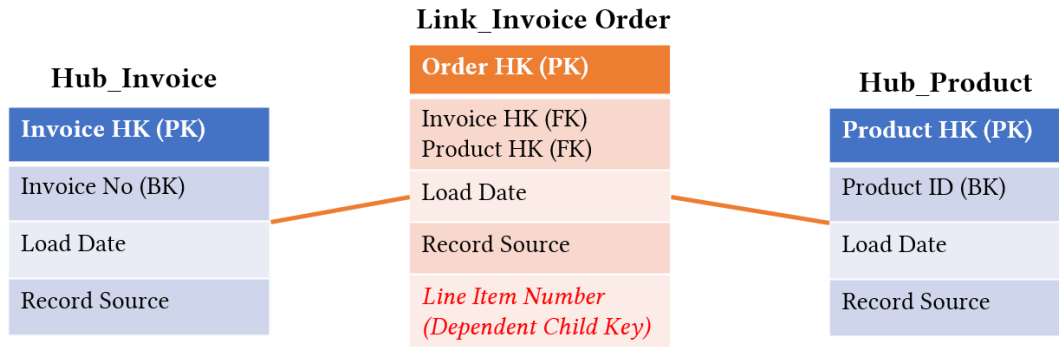 Hub_Invoice
Invoice HK (PK)
Invoice No (BK)
Load Date
Record Source
Link_Invoice Order
Order HK (PK)
Invoice HK (FK)
Product HK (FK)
Load Date
Record Source
Line Item Number
(Dependent Child Key)
Hub_Product
Product HK (PK)
Product ID (BK)
Load Date
Record Source